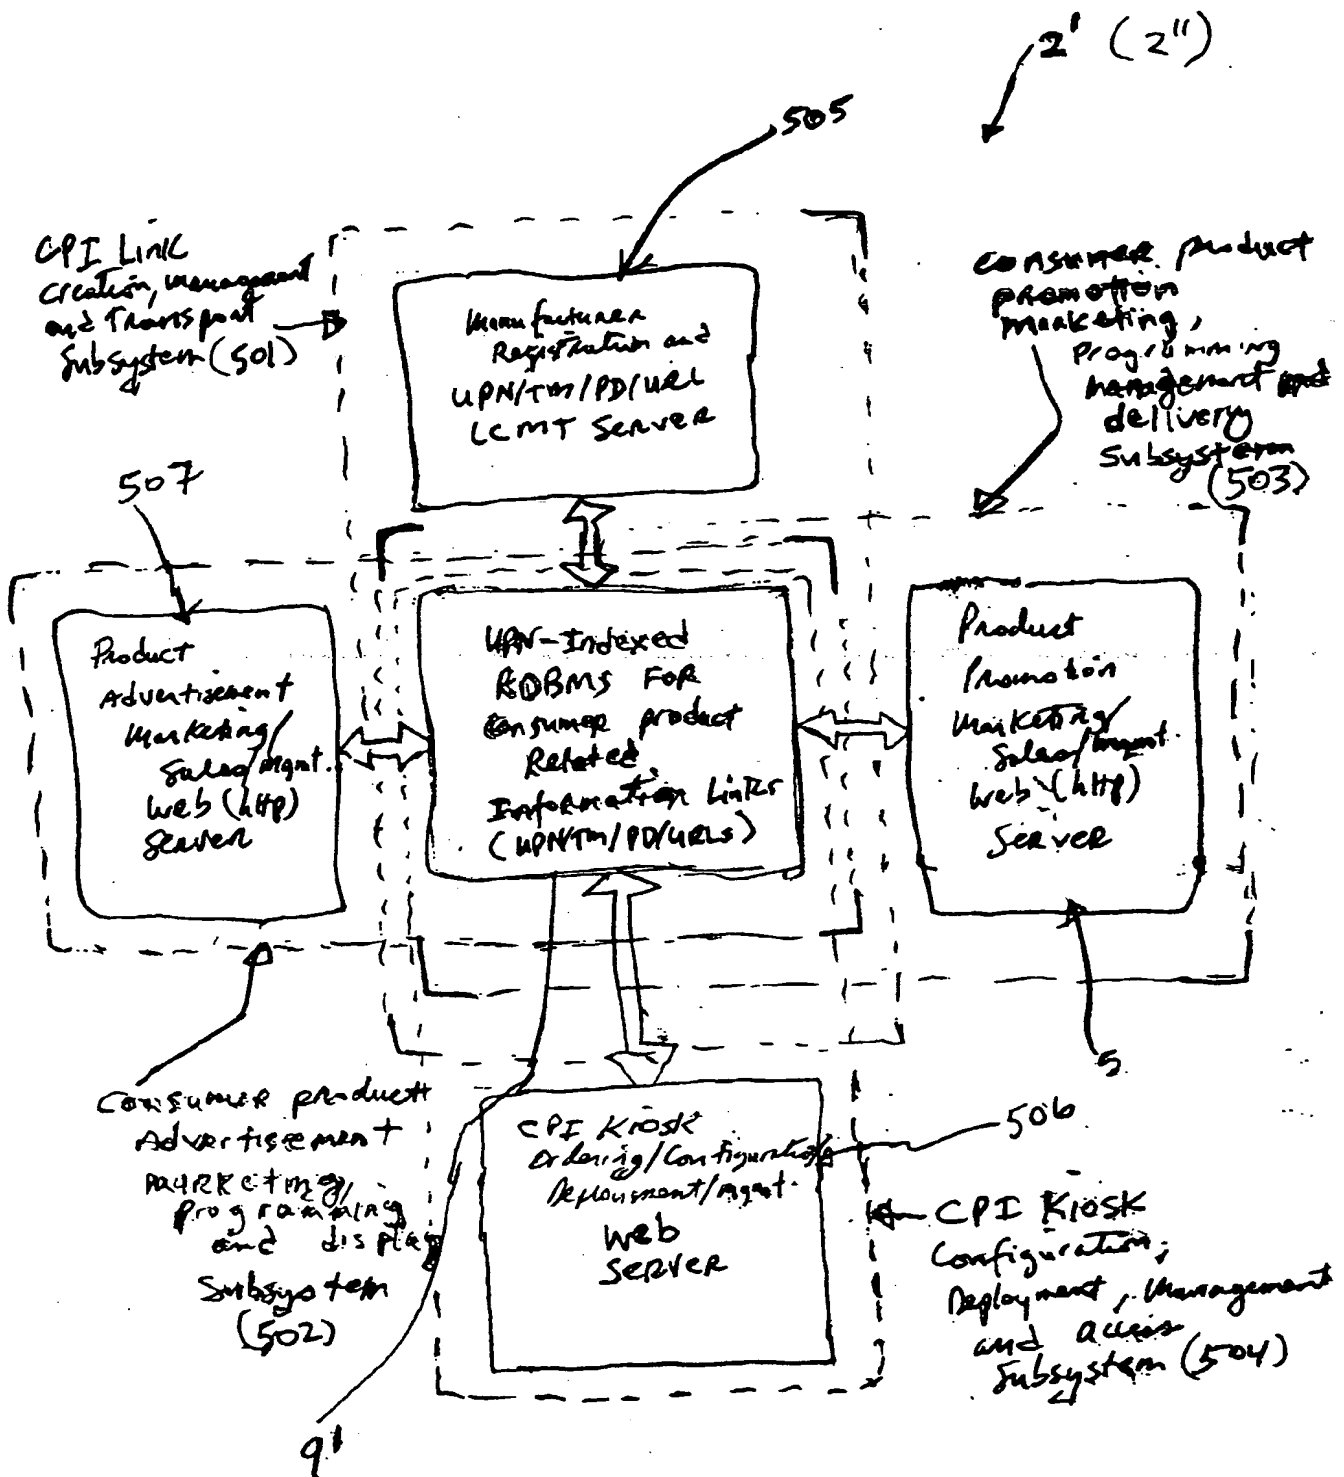 2' (2")
505
CPI Link
Creation, Management
and Transport
Subsystem (501)
Manufacturer
Registration and
UPN/TM/PD/URL
LCMT Server
Consumer product
promotion
marketing,
Programming
management and
delivery
Subsystem
(503)
507
Product
Advertisement
Marketing/
Sales/Mgmt.
Web (http)
Server
UPN-Indexed
RDBMS FOR
Consumer product
Related
Information Links
(UPN/TM/PD/URLs)
Product
Promotion
Marketing/
Sales/Mgmt.
Web (http)
Server
5
Consumer product
Advertisement
marketing,
programming
and display
Subsystem
(502)
CPI Kiosk
Ordering/Configuration
Deployment/Mgmt.
Web
Server
506
CPI Kiosk
Configuration,
Deployment, Management
and Access
Subsystem (504)
9'